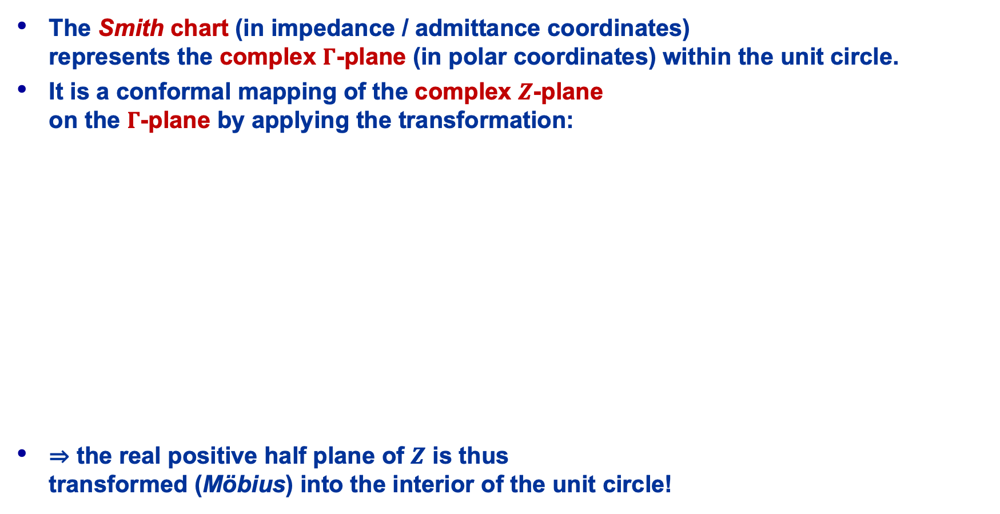 • The Smith chart (in impedance / admittance coordinates)
represents the complex Γ-plane (in polar coordinates) within the unit circle.
• It is a conformal mapping of the complex Z-plane
on the Γ-plane by applying the transformation:
• ⇒ the real positive half plane of Z is thus
transformed (Möbius) into the interior of the unit circle!